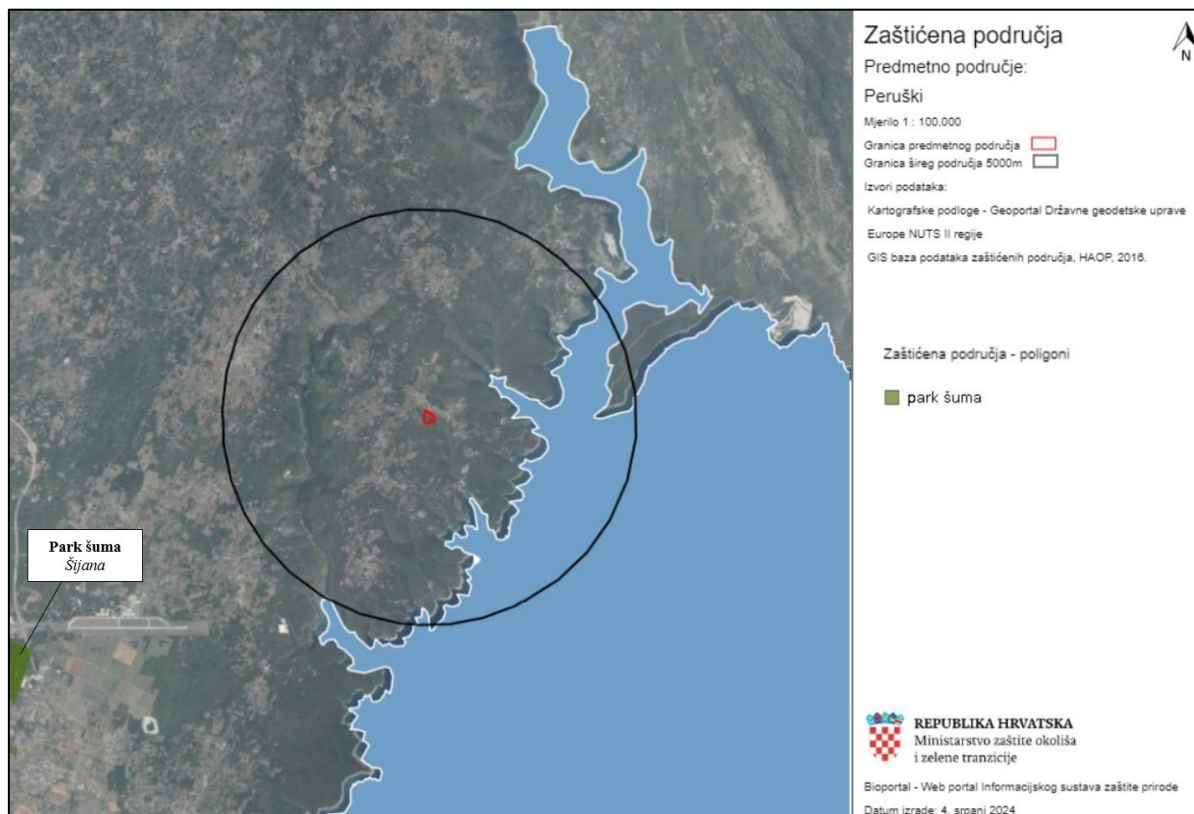 Zaštićena područja
N
Predmetno područje:
Peruški
Mjerilo 1 : 100,000
Granica predmetnog područja
Granica šireg područja 5000m
Izvori podataka:
Kartografske podloge - Geoportal Državne geodetske uprave
Europe NUTS II regije
GIS baza podataka zaštićenih područja, HAOP, 2016.
Zaštićena područja - poligoni
park šuma
Park šuma
Šijana
REPUBLIKA HRVATSKA
Ministarstvo zaštite okoliša
i zelene tranzicije
Bioportal - Web portal Informacijskog sustava zaštite prirode
Datum izrade: 4. srpanj 2024